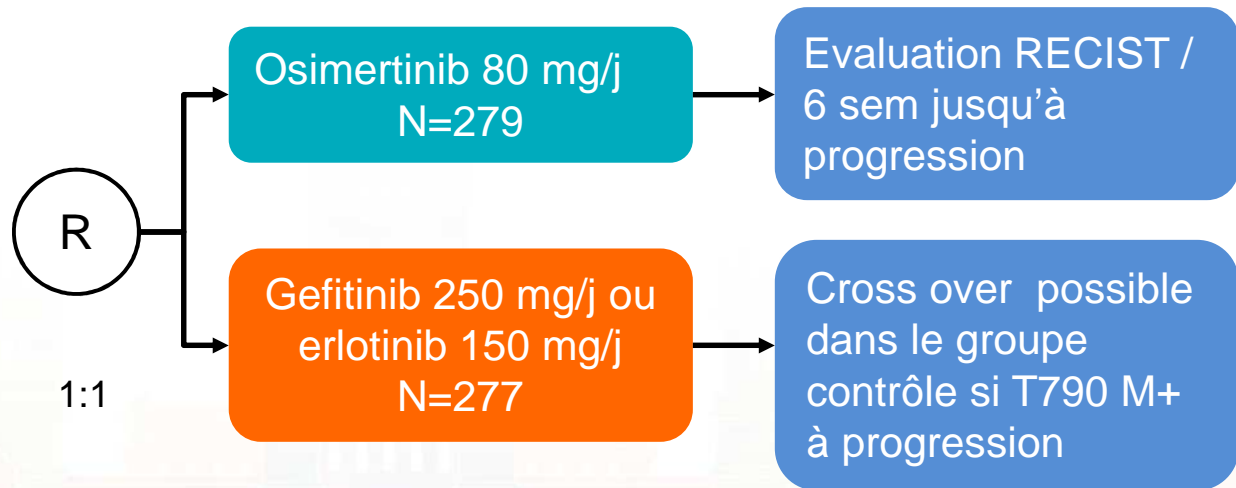 R
1:1
Osimertinib 80 mg/j
N=279
Evaluation RECIST /
6 sem jusqu’à
progression
Gefitinib 250 mg/j ou
erlotinib 150 mg/j
N=277
Cross over  possible
dans le groupe
contrôle si T790 M+
à progression